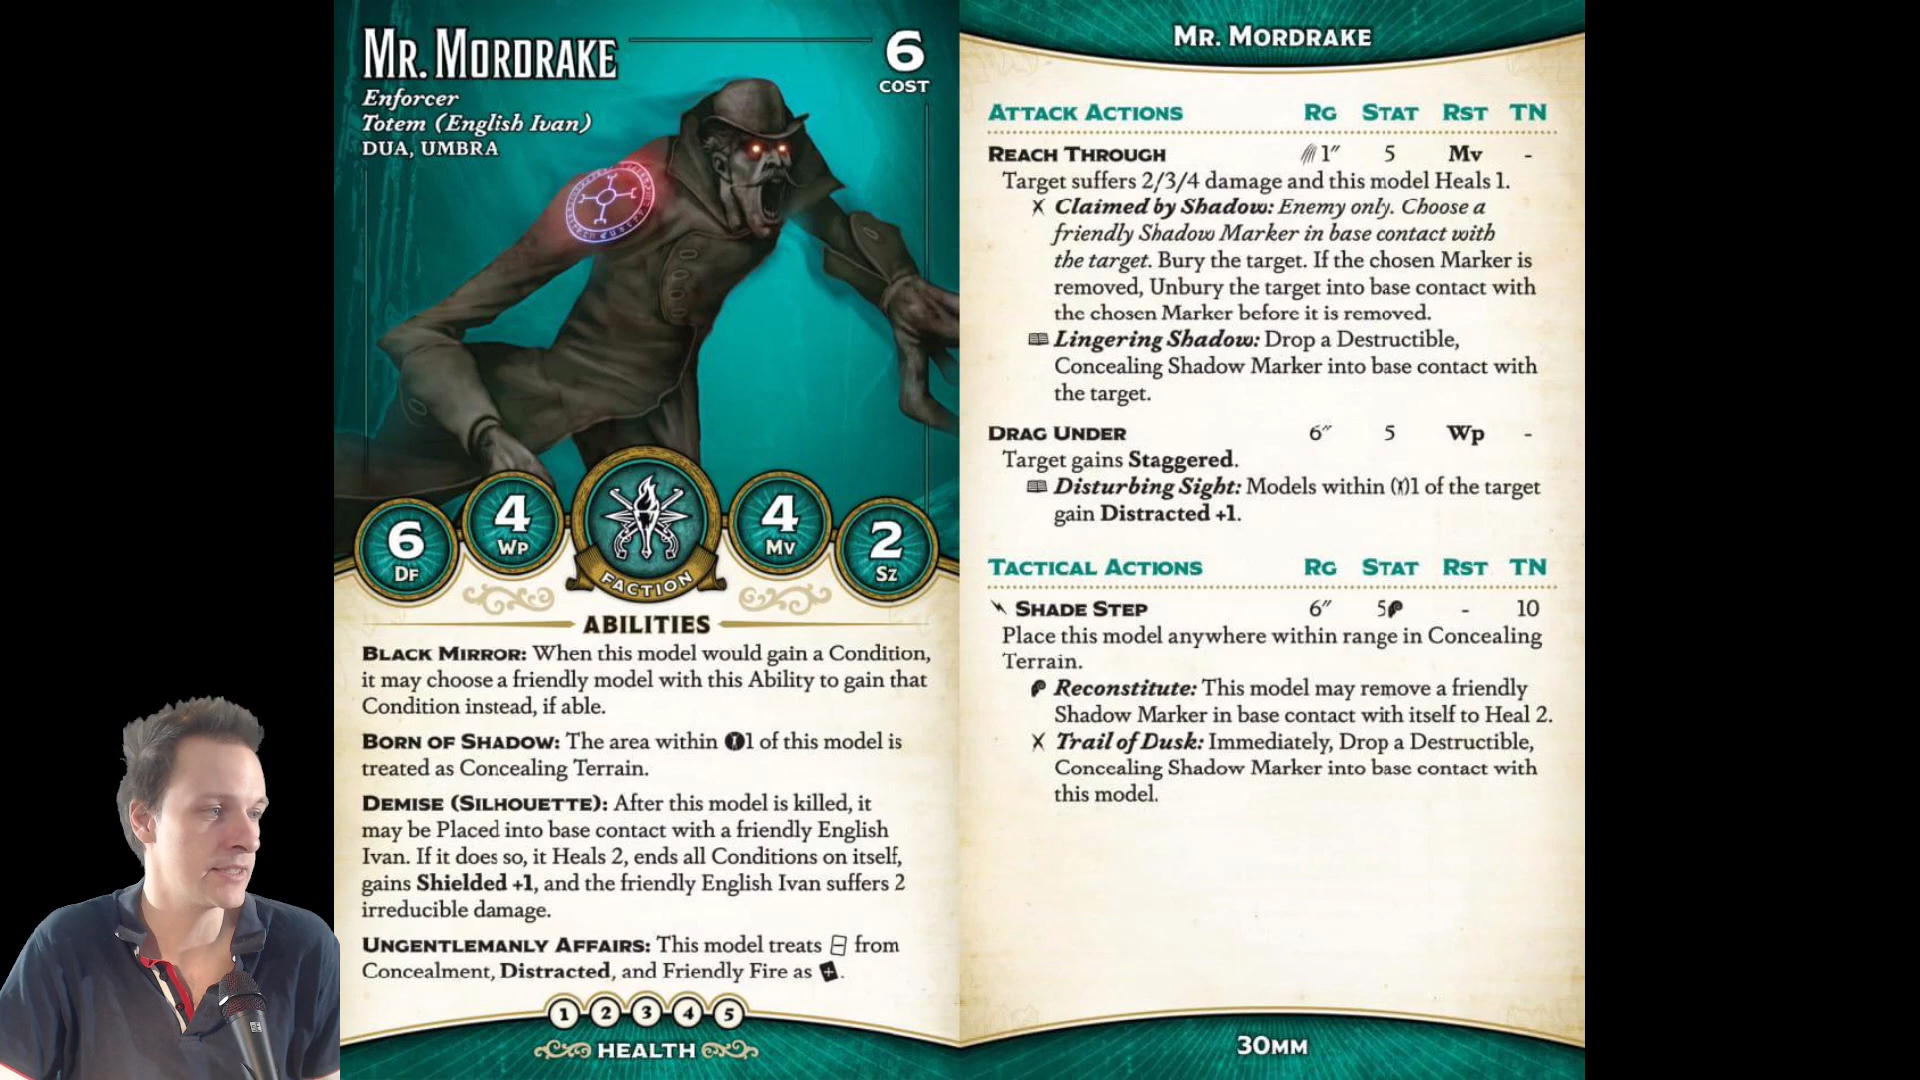 MR. MORDRAKE
6
COST
Enforcer
Totem (English Ivan)
DUA, UMBRA
6
DF
4
WP
FACTION
4
MV
2
SZ
ABILITIES
BLACK MIRROR: When this model would gain a Condition,
it may choose a friendly model with this Ability to gain that
Condition instead, if able.
BORN OF SHADOW: The area within 1 of this model is
treated as Concealing Terrain.
DEMISE (SILHOUETTE): After this model is killed, it
may be Placed into base contact with a friendly English
Ivan. If it does so, it Heals 2, ends all Conditions on itself,
gains Shielded +1, and the friendly English Ivan suffers 2
irreducible damage.
UNGENTLEMANLY AFFAIRS: This model treats from
Concealment, Distracted, and Friendly Fire as +.
1 2 3 4 5
HEALTH
MR. MORDRAKE
ATTACK ACTIONS RG STAT RST TN
REACH THROUGH 1″ 5 Mv -
Target suffers 2/3/4 damage and this model Heals 1.
Claimed by Shadow: Enemy only. Choose a
friendly Shadow Marker in base contact with
the target. Bury the target. If the chosen Marker is
removed, Unbury the target into base contact with
the chosen Marker before it is removed.
Lingering Shadow: Drop a Destructible,
Concealing Shadow Marker into base contact with
the target.
DRAG UNDER 6″ 5 Wp -
Target gains Staggered.
Disturbing Sight: Models within 1 of the target
gain Distracted +1.
TACTICAL ACTIONS RG STAT RST TN
SHADE STEP 6″ 5 - 10
Place this model anywhere within range in Concealing
Terrain.
Reconstitute: This model may remove a friendly
Shadow Marker in base contact with itself to Heal 2.
Trail of Dusk: Immediately, Drop a Destructible,
Concealing Shadow Marker into base contact with
this model.
30MM